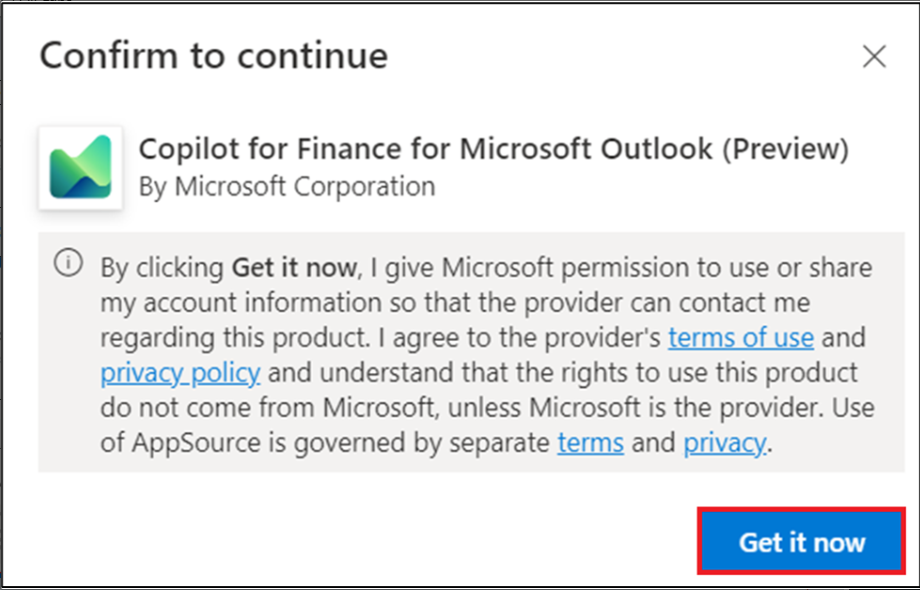 Confirm to continue
Copilot for Finance for Microsoft Outlook (Preview)
By Microsoft Corporation
By clicking Get it now, I give Microsoft permission to use or share
my account information so that the provider can contact me
regarding this product. I agree to the provider's terms of use and
privacy policy and understand that the rights to use this product
do not come from Microsoft, unless Microsoft is the provider. Use
of AppSource is governed by separate terms and privacy.
Get it now